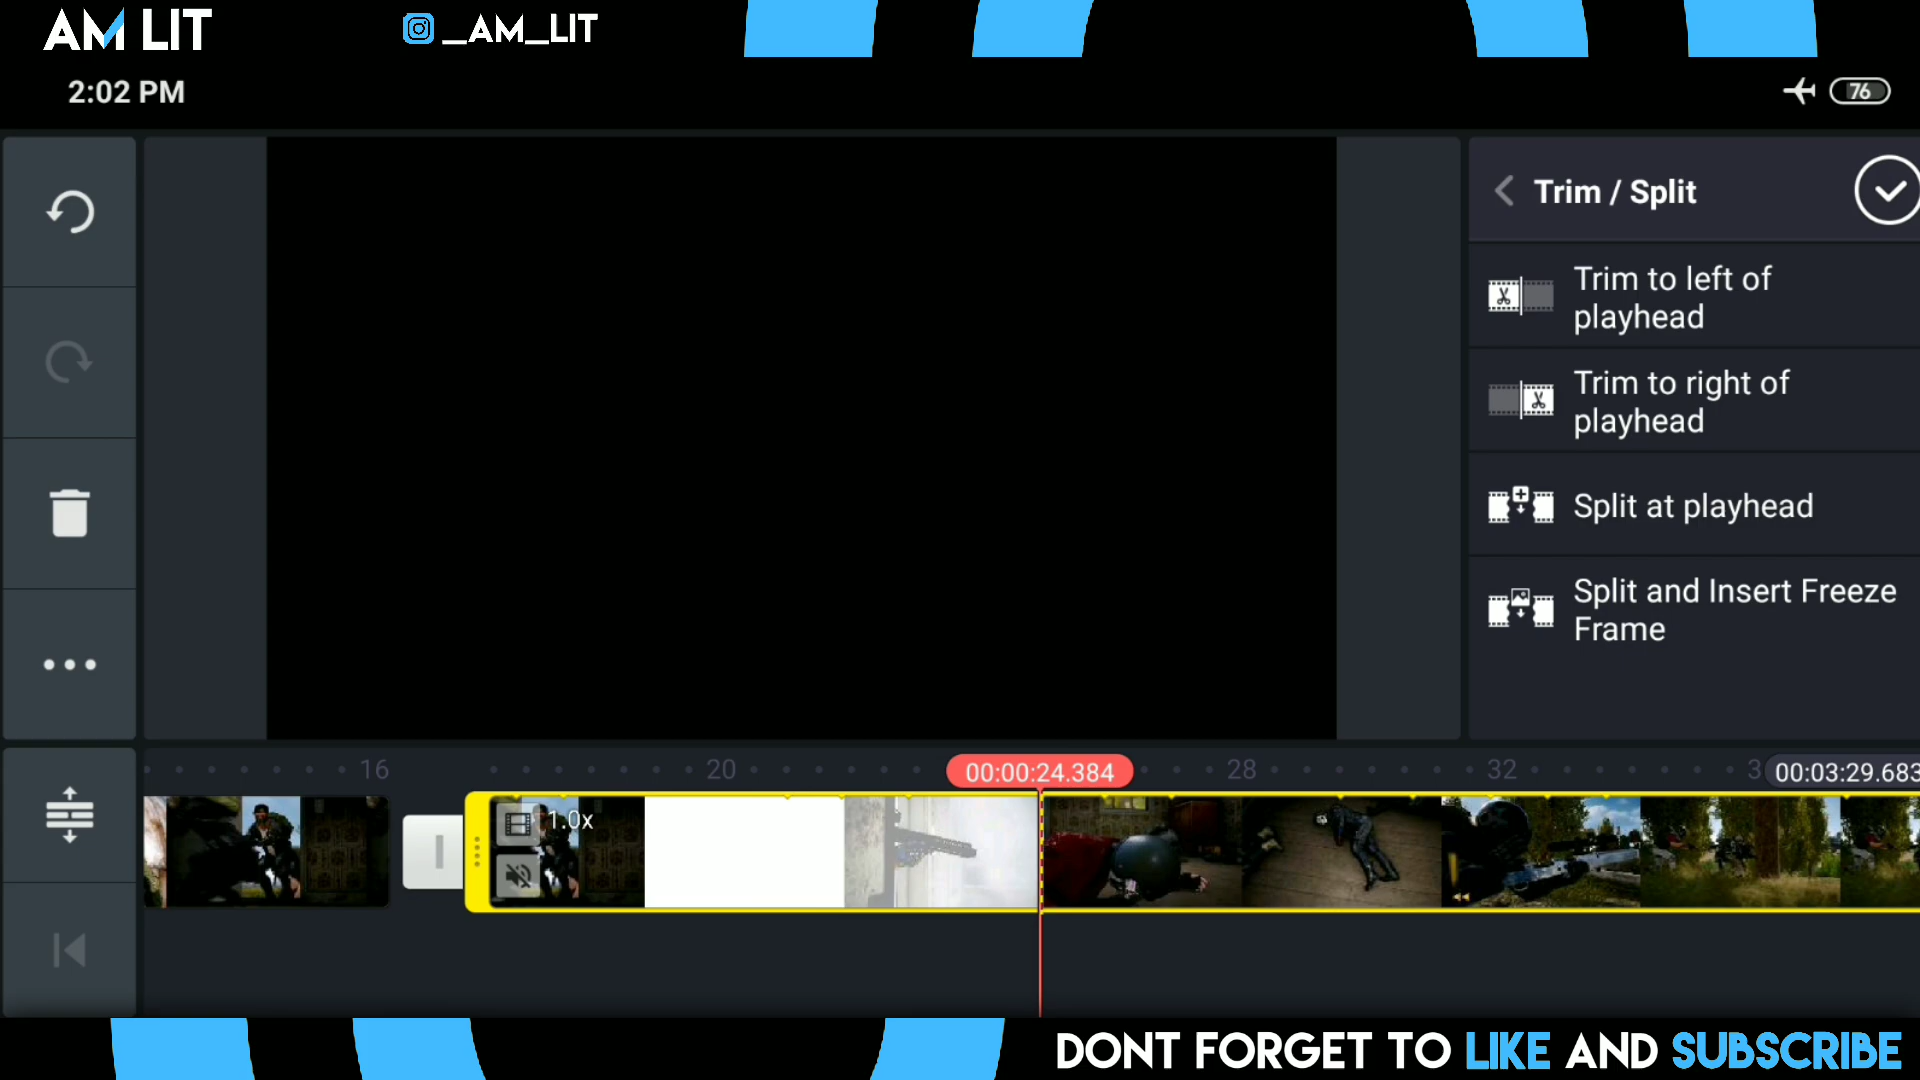 AM LIT
_AM_LIT
2:02 PM
76
Trim / Split
Trim to left of
playhead
Trim to right of
playhead
Split at playhead
Split and Insert Freeze
Frame
16
20
00:00:24.384
28
32
3
00:03:29.683
1.0x
DONT FORGET TO LIKE AND SUBSCRIBE